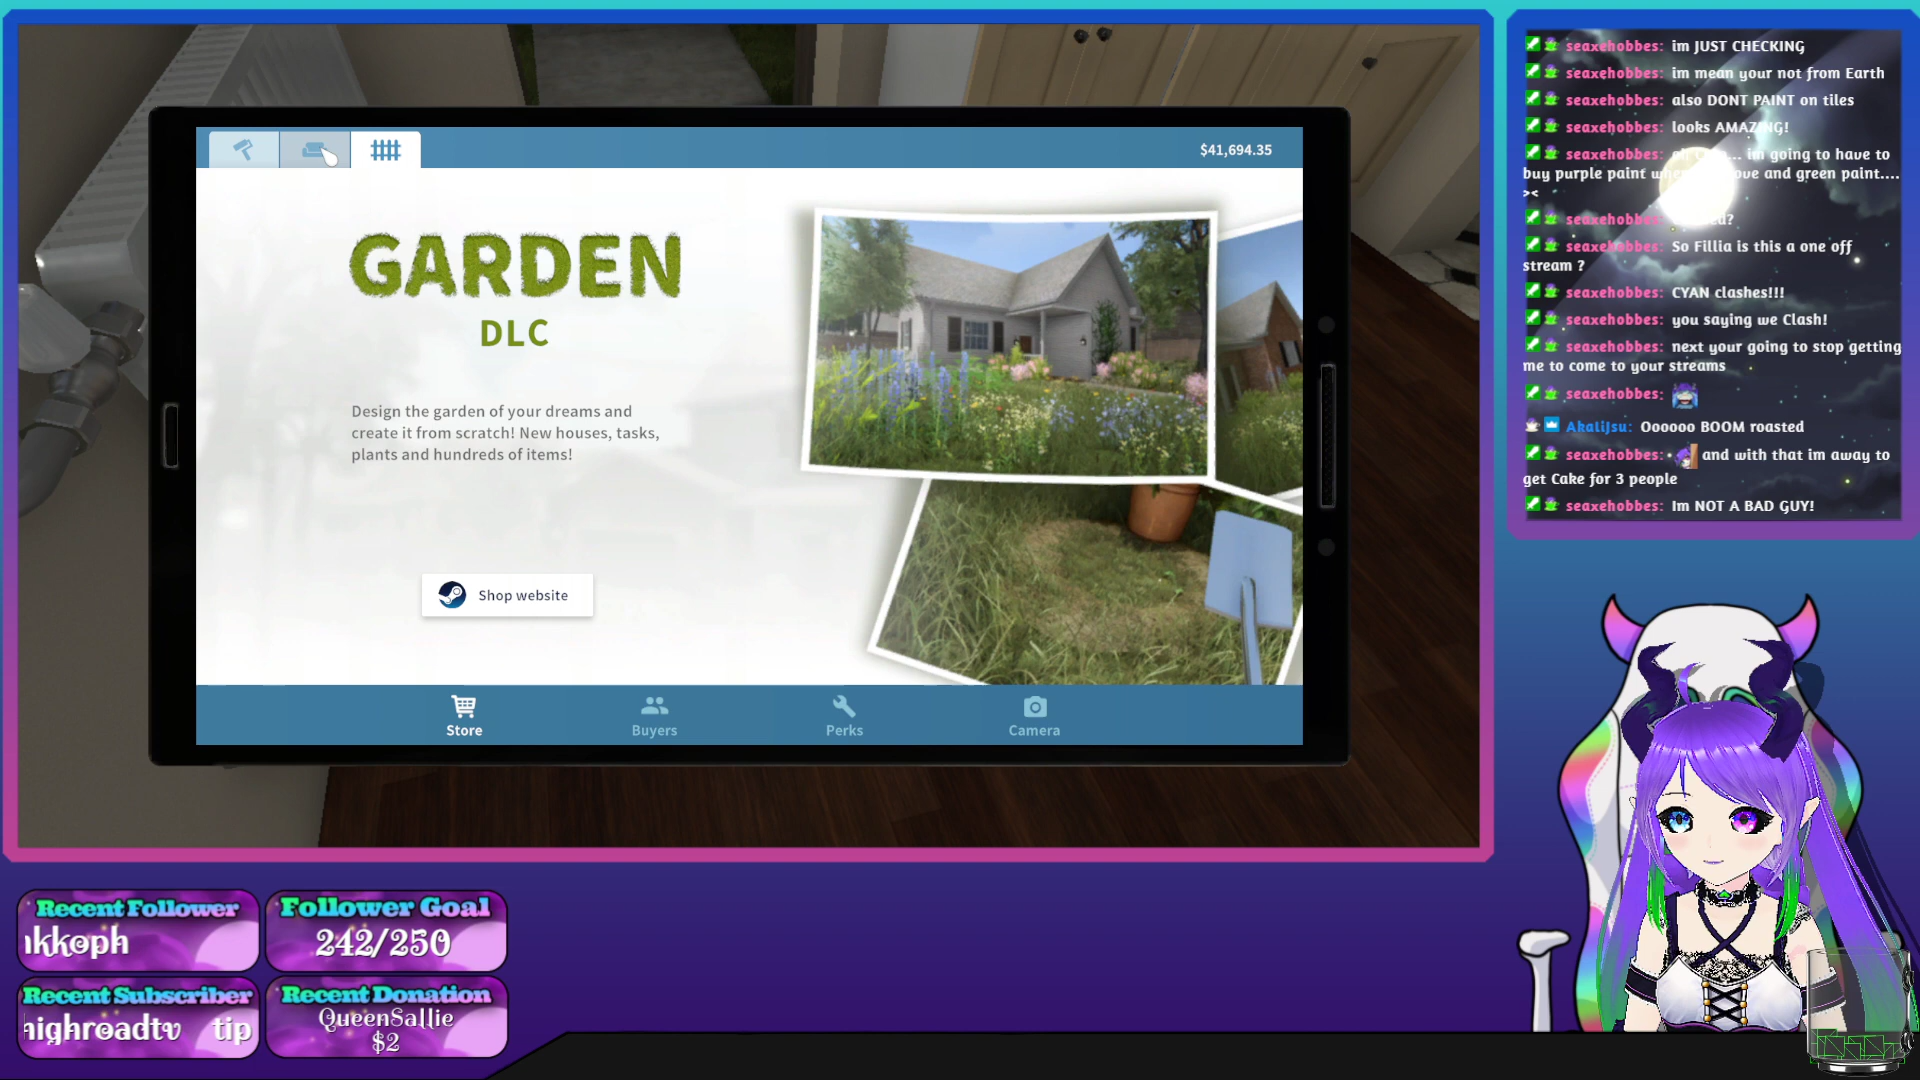 $41,694.35
GARDEN
DLC
Design the garden of your dreams and
create it from scratch! New houses, tasks,
plants and hundreds of items!
Shop website
Store
Buyers
Perks
Camera
seaxehobbes: im JUST CHECKING
seaxehobbes: im mean your not from Earth
seaxehobbes: also DONT PAINT on tiles
seaxehobbes: looks AMAZING!
seaxehobbes: im going to have to
buy purple paint and green paint....
><
seaxehobbes:
seaxehobbes: So Fillia is this a one off
stream ?
seaxehobbes: CYAN clashes!!!
seaxehobbes: you saying we Clash!
seaxehobbes: next your going to stop getting
me to come to your streams
seaxehobbes:
AkaliJsu: Oooooo BOOM roasted
seaxehobbes: and with that im away to
get Cake for 3 people
seaxehobbes: Im NOT A BAD GUY!
Recent Follower
kkoph
Follower Goal
242/250
Recent Subscriber
highroadtv tip
Recent Donation
QueenSallie
$2